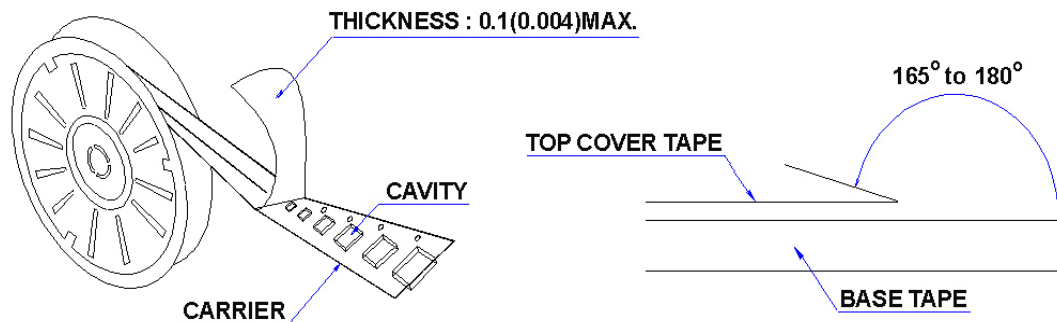 THICKNESS : 0.1(0.004)MAX.
165° to 180°
TOP COVER TAPE
CAVITY
CARRIER
BASE TAPE